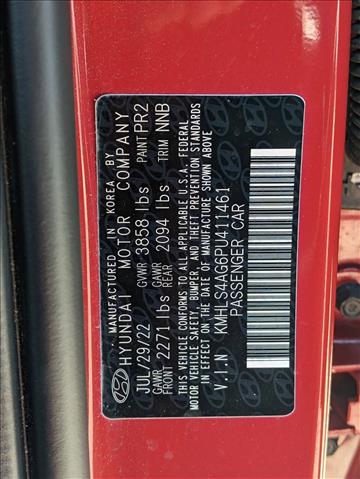 MANUFACTURED IN KOREA BY
HYUNDAI MOTOR COMPANY
JUL/29/22 GVWR 3858 lbs PAINT PR2
GAWR FRONT 2271 lbs GAWR REAR 2094 lbs TRIM NNB
THIS VEHICLE CONFORMS TO ALL APPLICABLE U.S.A. FEDERAL
MOTOR VEHICLE SAFETY, BUMPER, AND THEFT PREVENTION STANDARDS
IN EFFECT ON THE DATE OF MANUFACTURE SHOWN ABOVE
V.I.N KMHLS4AG8PU411461
PASSENGER CAR